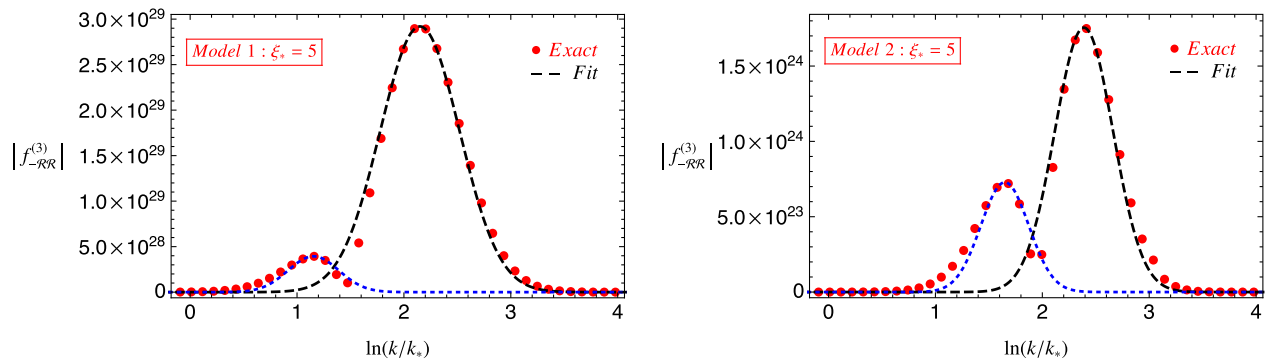 Model 1 : ξ* = 5
Exact
Fit
|f^(3)_−RR|
3.0×10^29
2.0×10^29
2.0×10^29
1.0×10^29
1.0×10^29
5.0×10^28
0
0 1 2 3 4
ln(k/k*)
Model 2 : ξ* = 5
Exact
Fit
|f^(3)_−RR|
1.5×10^24
1.0×10^24
5.0×10^23
0
0 1 2 3 4
ln(k/k*)